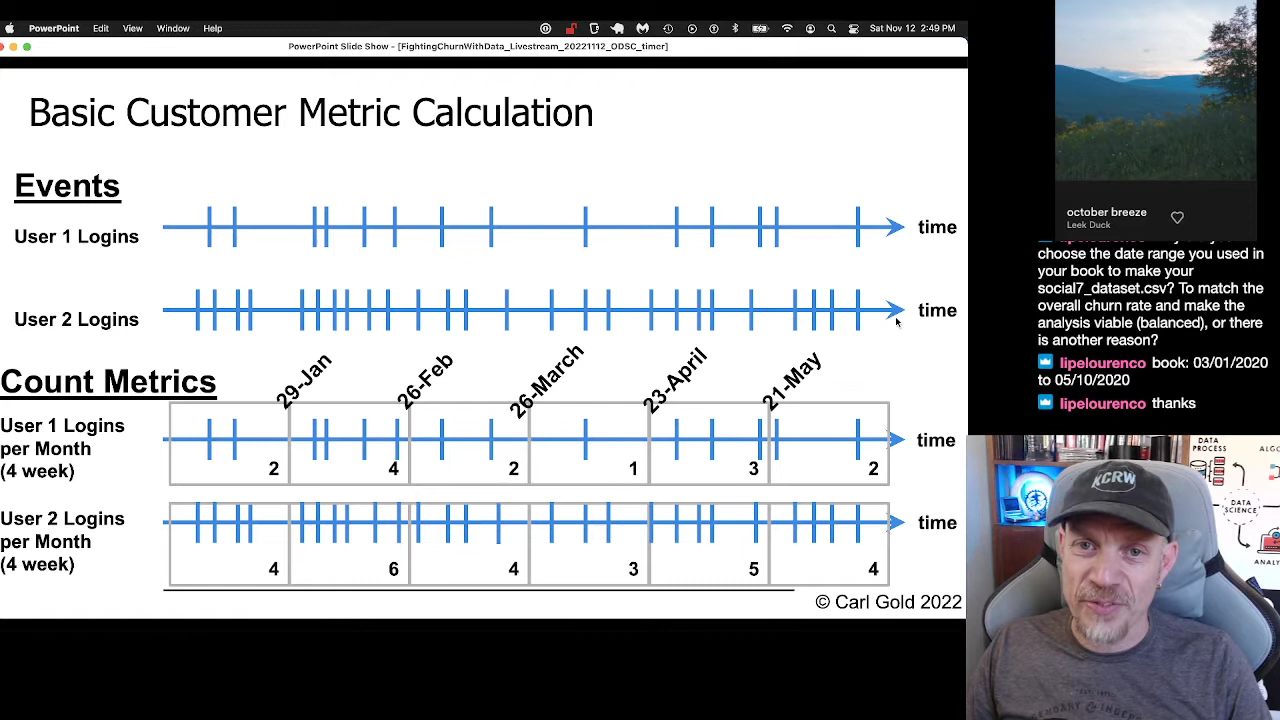 PowerPoint Edit View Window Help
Sat Nov 12 2:49 PM
PowerPoint Slide Show - [FightingChurnWithData_Livestream_20221112_ODSC_timer]
Basic Customer Metric Calculation
Events
User 1 Logins
time
User 2 Logins
time
Count Metrics
29-Jan
26-Feb
26-March
23-April
21-May
User 1 Logins
per Month
(4 week)
2
4
2
1
3
2
time
User 2 Logins
per Month
(4 week)
4
6
4
3
5
4
time
© Carl Gold 2022
october breeze
Leek Duck
choose the date range you used in
your book to make your
social7_dataset.csv? To match the
overall churn rate and make the
analysis viable (balanced), or there
is another reason?
lipelourenco book: 03/01/2020
to 05/10/2020
lipelourenco thanks
KCRW
DATA
PROCESS
DATA
SCIENCE